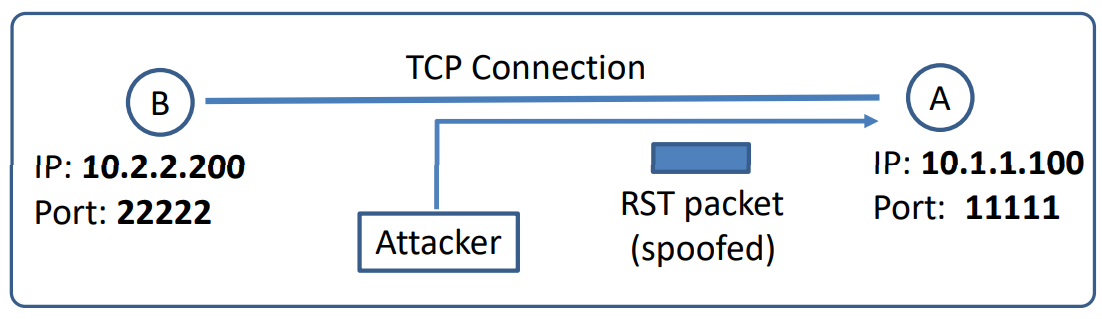 TCP Connection
B
A
IP: 10.2.2.200
Port: 22222
IP: 10.1.1.100
Port: 11111
RST packet
(spoofed)
Attacker